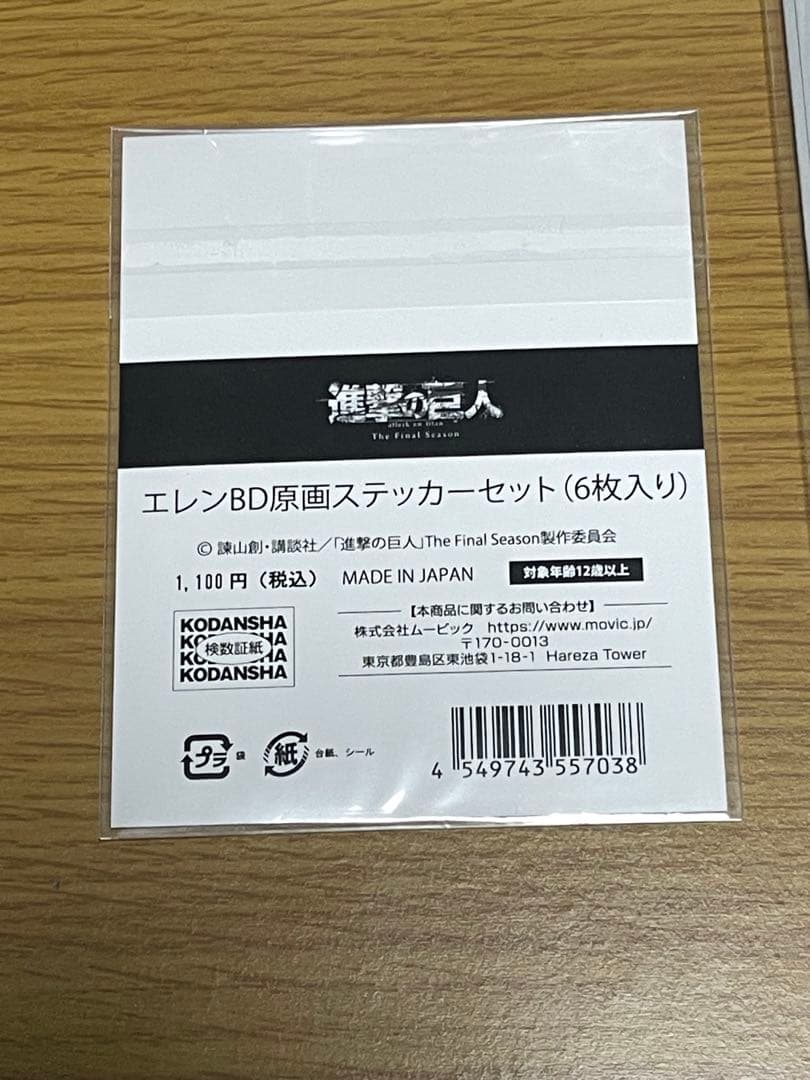 進撃の巨人
attack on titan
The Final Season
エレンBD原画ステッカーセット(6枚入り)
© 諫山創・講談社／「進撃の巨人」The Final Season製作委員会
1,100円(税込) MADE IN JAPAN 対象年齢12歳以上
KODANSHA
KODANSHA
検数証紙
KODANSHA
KODANSHA
【本商品に関するお問い合わせ】
株式会社ムービック https://www.movic.jp/
〒170-0013
東京都豊島区東池袋1-18-1 Hareza Tower
プラ 袋
紙 台紙、シール
4 549743 557038